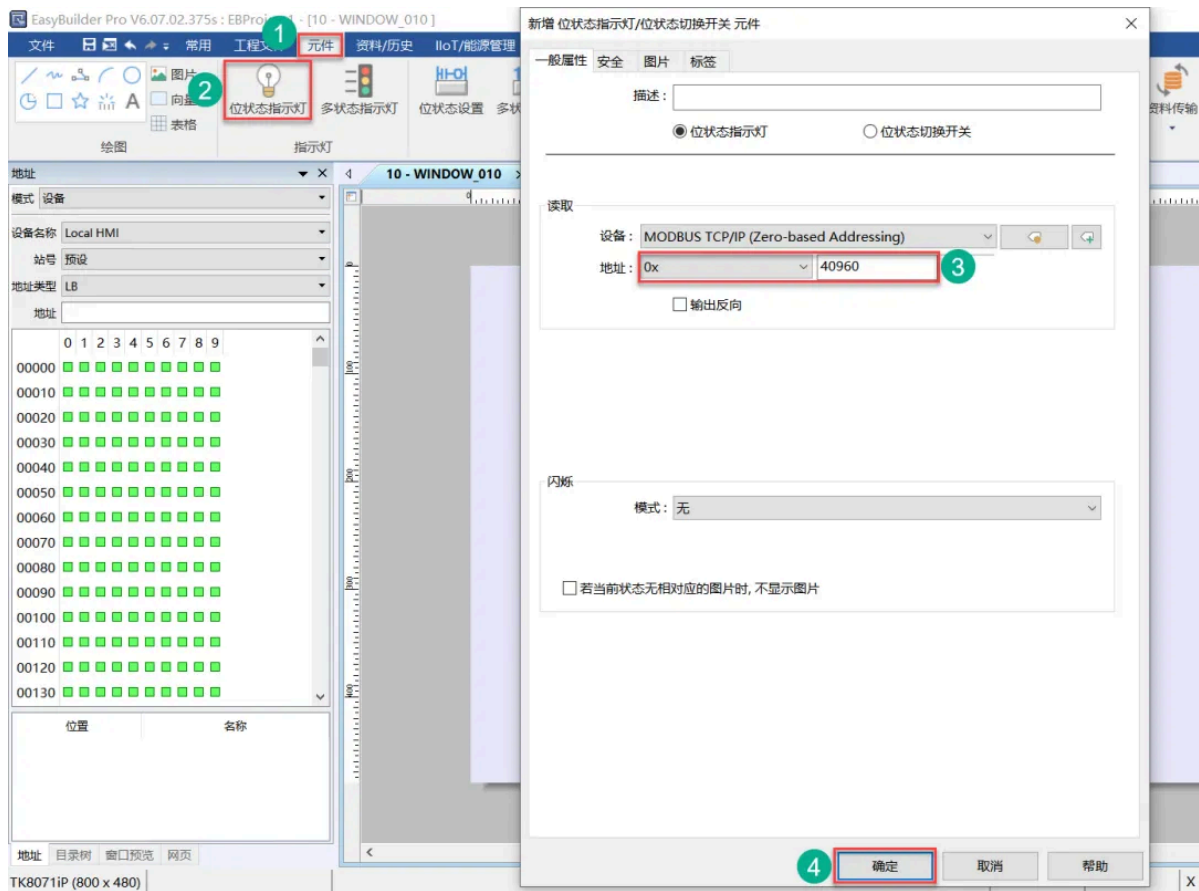 EasyBuilder Pro V6.07.02.375s : EBPro - [10 - WINDOW_010 ]
1
文件 常用 工程文 元件 资料/历史 IIoT/能源管理
2
A 图片
向量
表格
位状态指示灯 多状态指示灯 位状态设置 多状
绘图 指示灯
资料传输
地址
模式 设备
设备名称 Local HMI
站号 预设
地址类型 LB
地址
0 1 2 3 4 5 6 7 8 9
00000
00010
00020
00030
00040
00050
00060
00070
00080
00090
00100
00110
00120
00130
位置 名称
地址 目录树 窗口预览 网页
TK8071iP (800 x 480)
10 - WINDOW_010
0
0
100
200
300
400
新增 位状态指示灯/位状态切换开关 元件
一般属性 安全 图片 标签
描述 :
位状态指示灯 位状态切换开关
读取
设备 : MODBUS TCP/IP (Zero-based Addressing)
地址 : 0x 40960 3
输出反向
闪烁
模式 : 无
若当前状态无相对应的图片时, 不显示图片
4 确定 取消 帮助
X